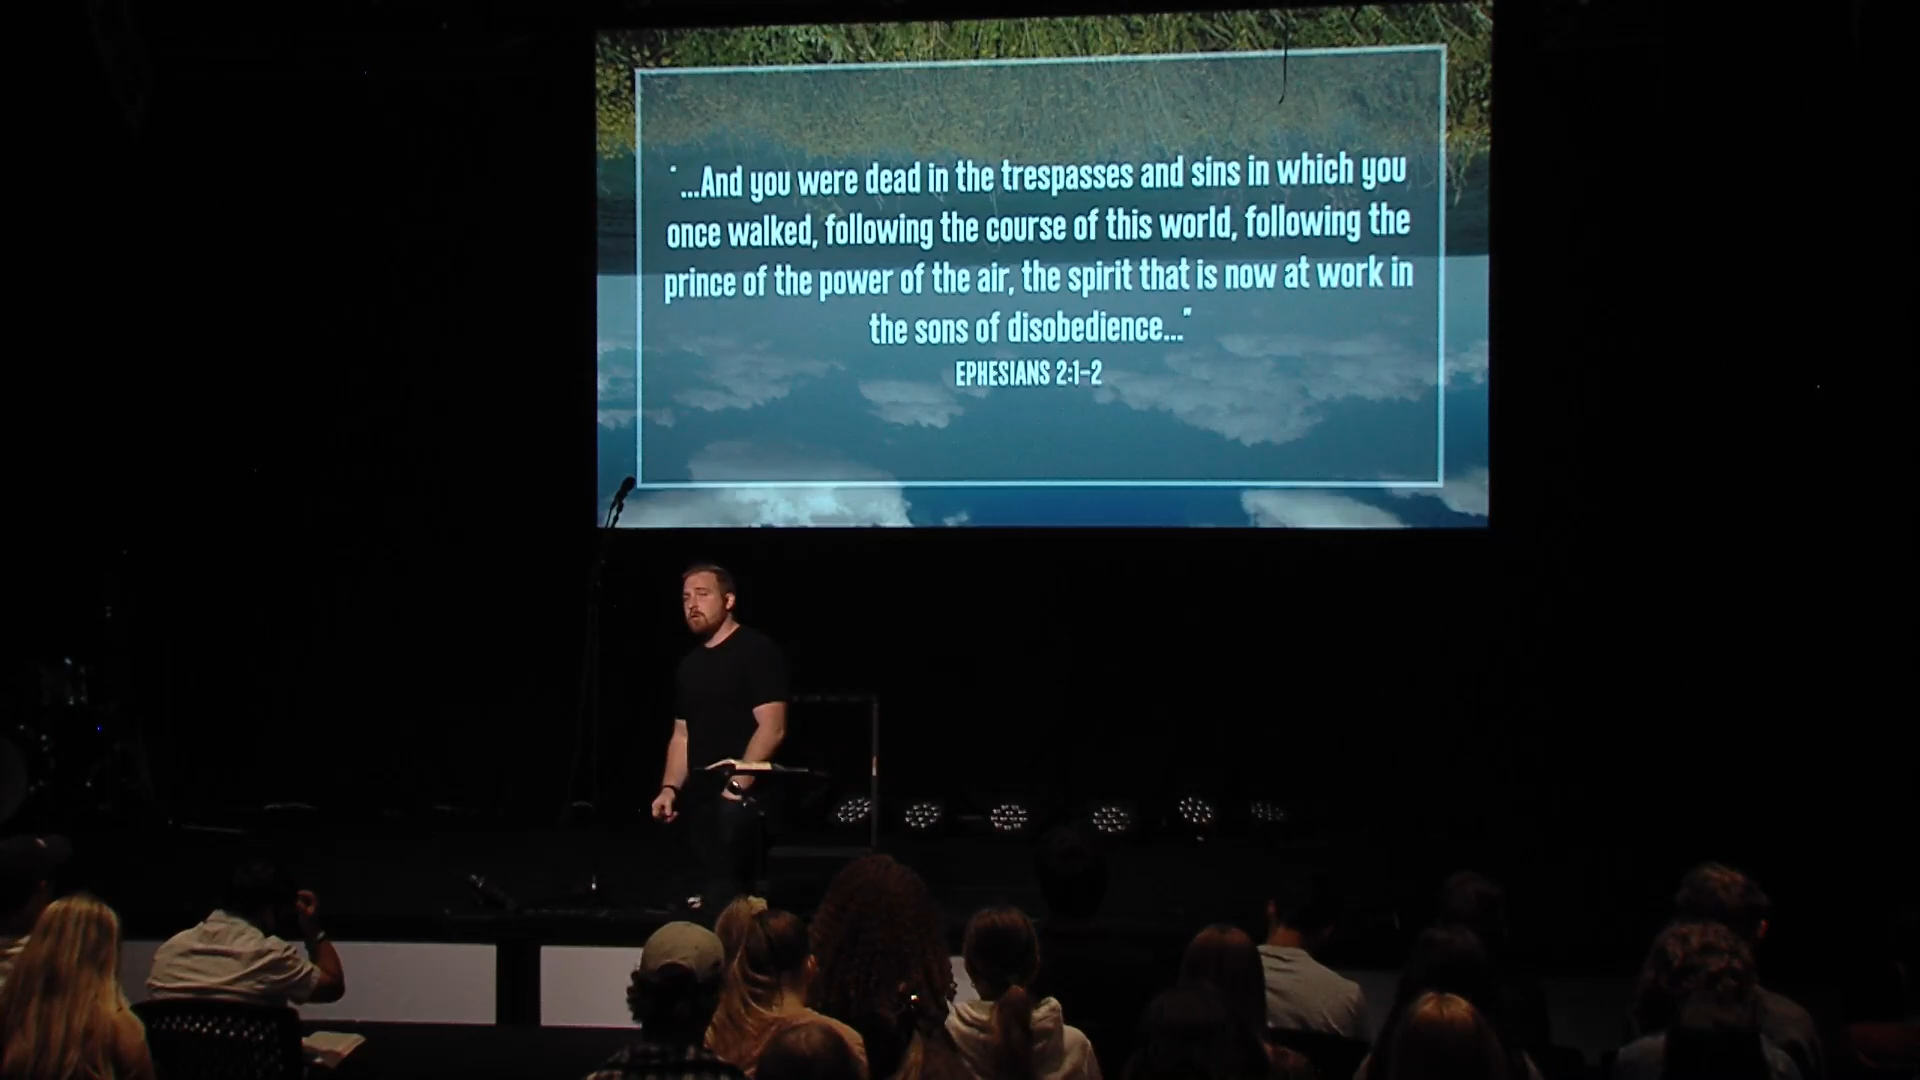 "...And you were dead in the trespasses and sins in which you
once walked, following the course of this world, following the
prince of the power of the air, the spirit that is now at work in
the sons of disobedience..."
EPHESIANS 2:1-2